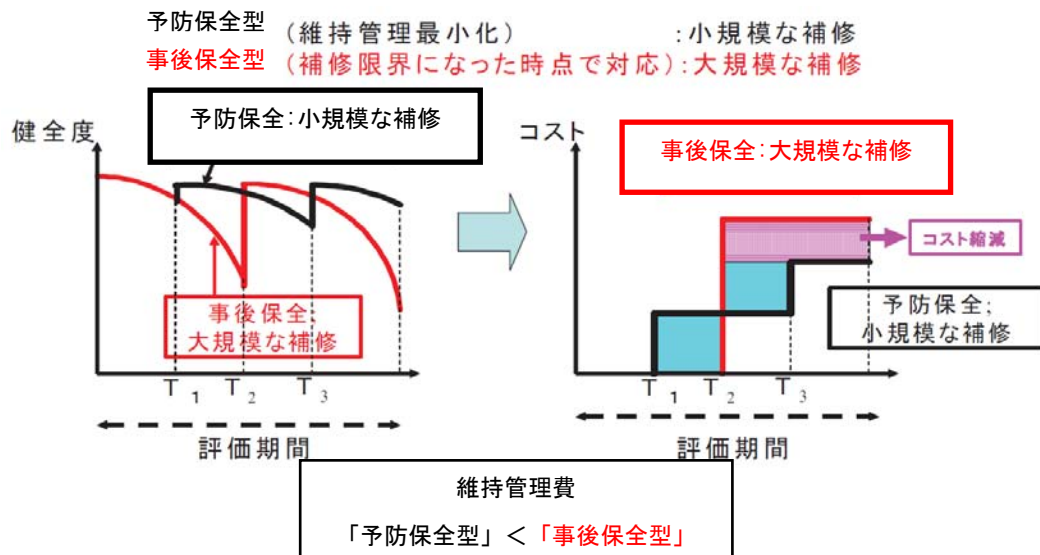 予防保全型 (維持管理最小化) :小規模な補修
事後保全型 (補修限界になった時点で対応):大規模な補修
健全度
予防保全:小規模な補修
事後保全,
大規模な補修
T1 T2 T3
評価期間
コスト
事後保全:大規模な補修
コスト縮減
予防保全;
小規模な補修
T1 T2 T3
評価期間
維持管理費
「予防保全型」<「事後保全型」